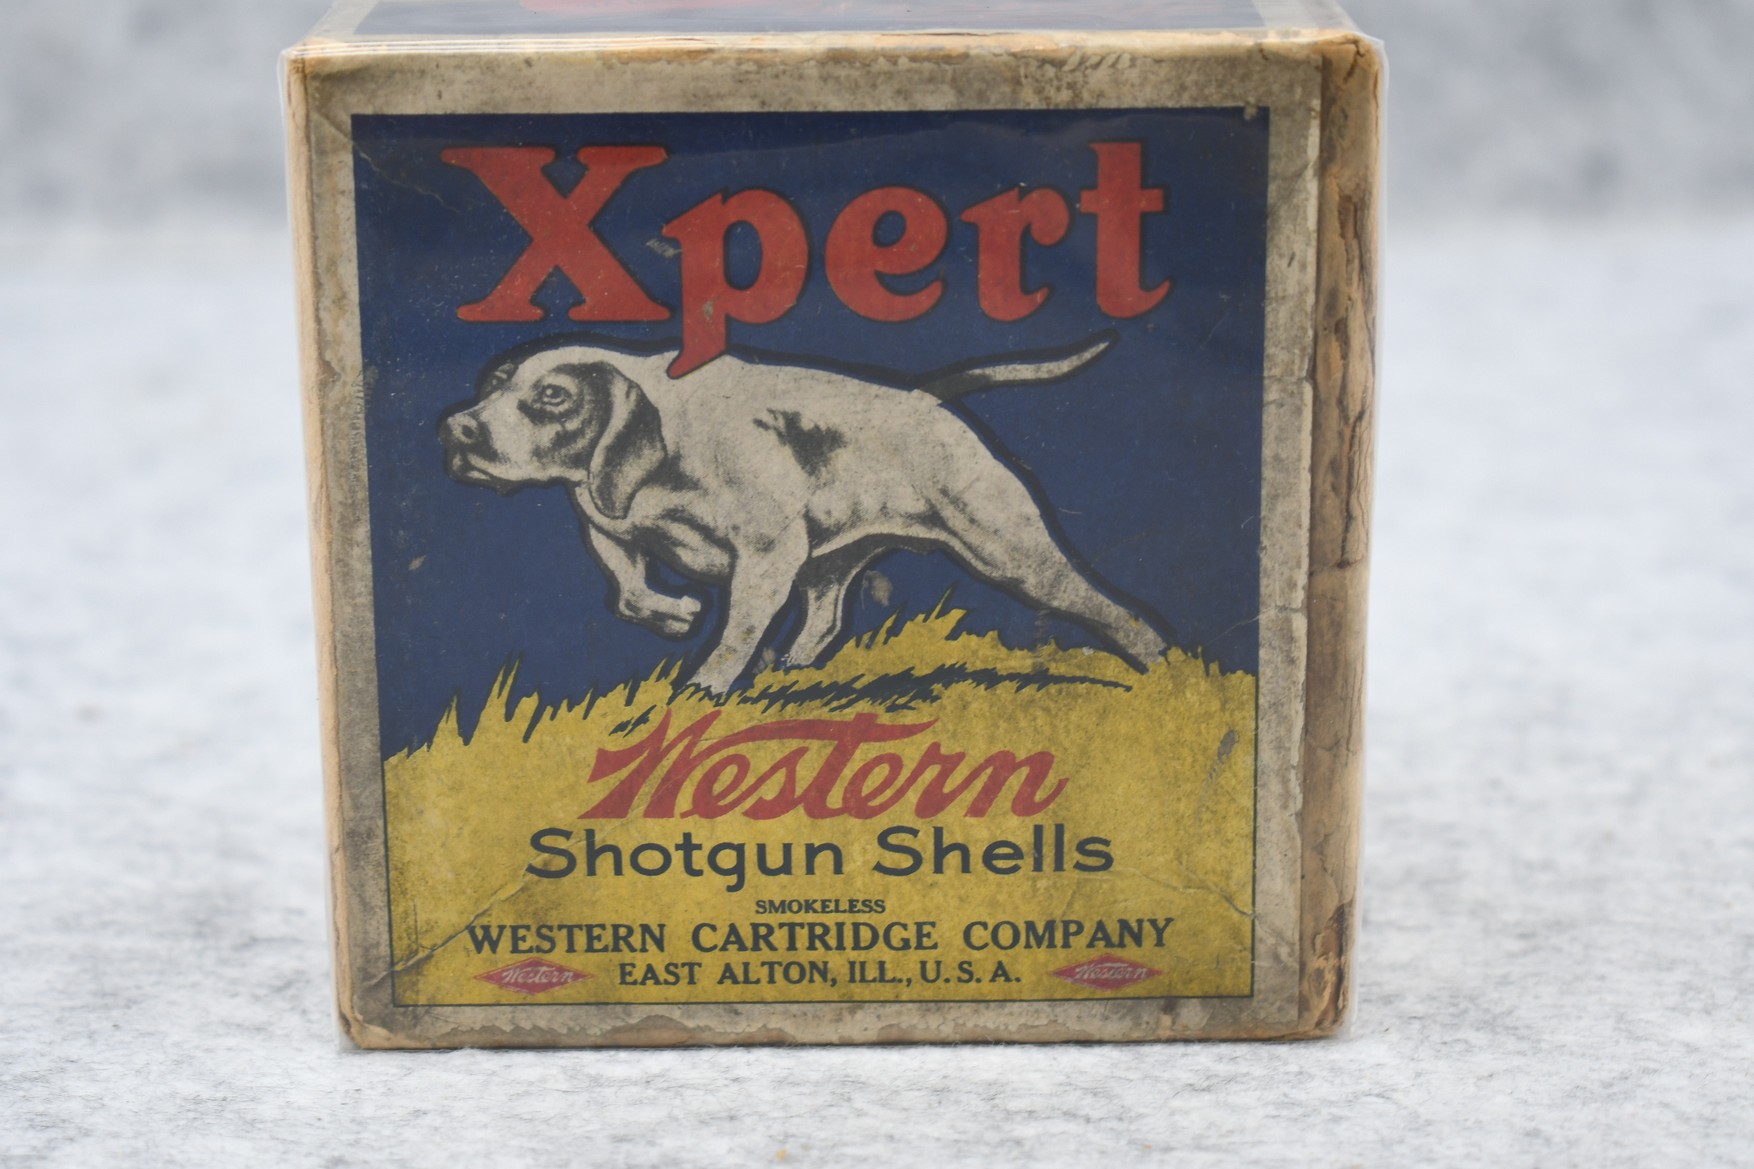 Xpert
Western
Shotgun Shells
SMOKELESS
WESTERN CARTRIDGE COMPANY
Western EAST ALTON, ILL., U.S.A. Western